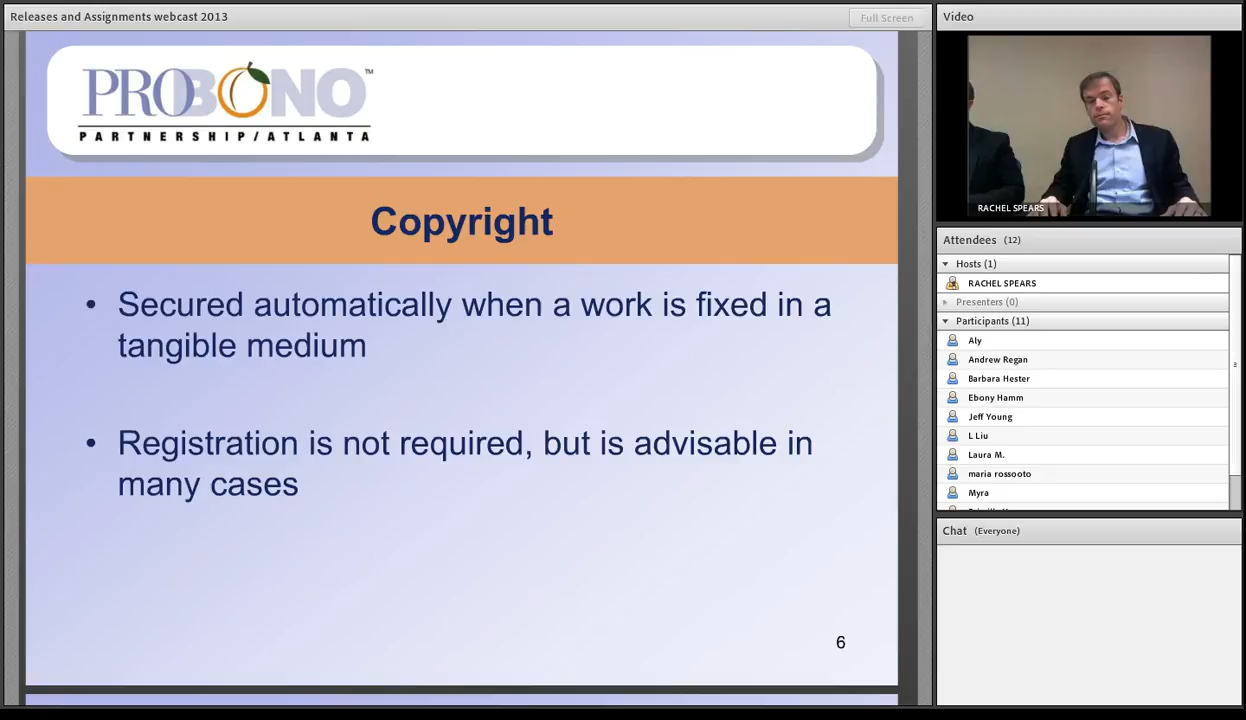 Releases and Assignments webcast 2013
Full Screen
PROBONO™
PARTNERSHIP/ATLANTA
Copyright
• Secured automatically when a work is fixed in a
tangible medium
• Registration is not required, but is advisable in
many cases
6
Video
RACHEL SPEARS
Attendees (12)
Hosts (1)
RACHEL SPEARS
Presenters (0)
Participants (11)
Aly
Andrew Regan
Barbara Hester
Ebony Hamm
Jeff Young
L Liu
Laura M.
maria rossooto
Myra
Chat (Everyone)